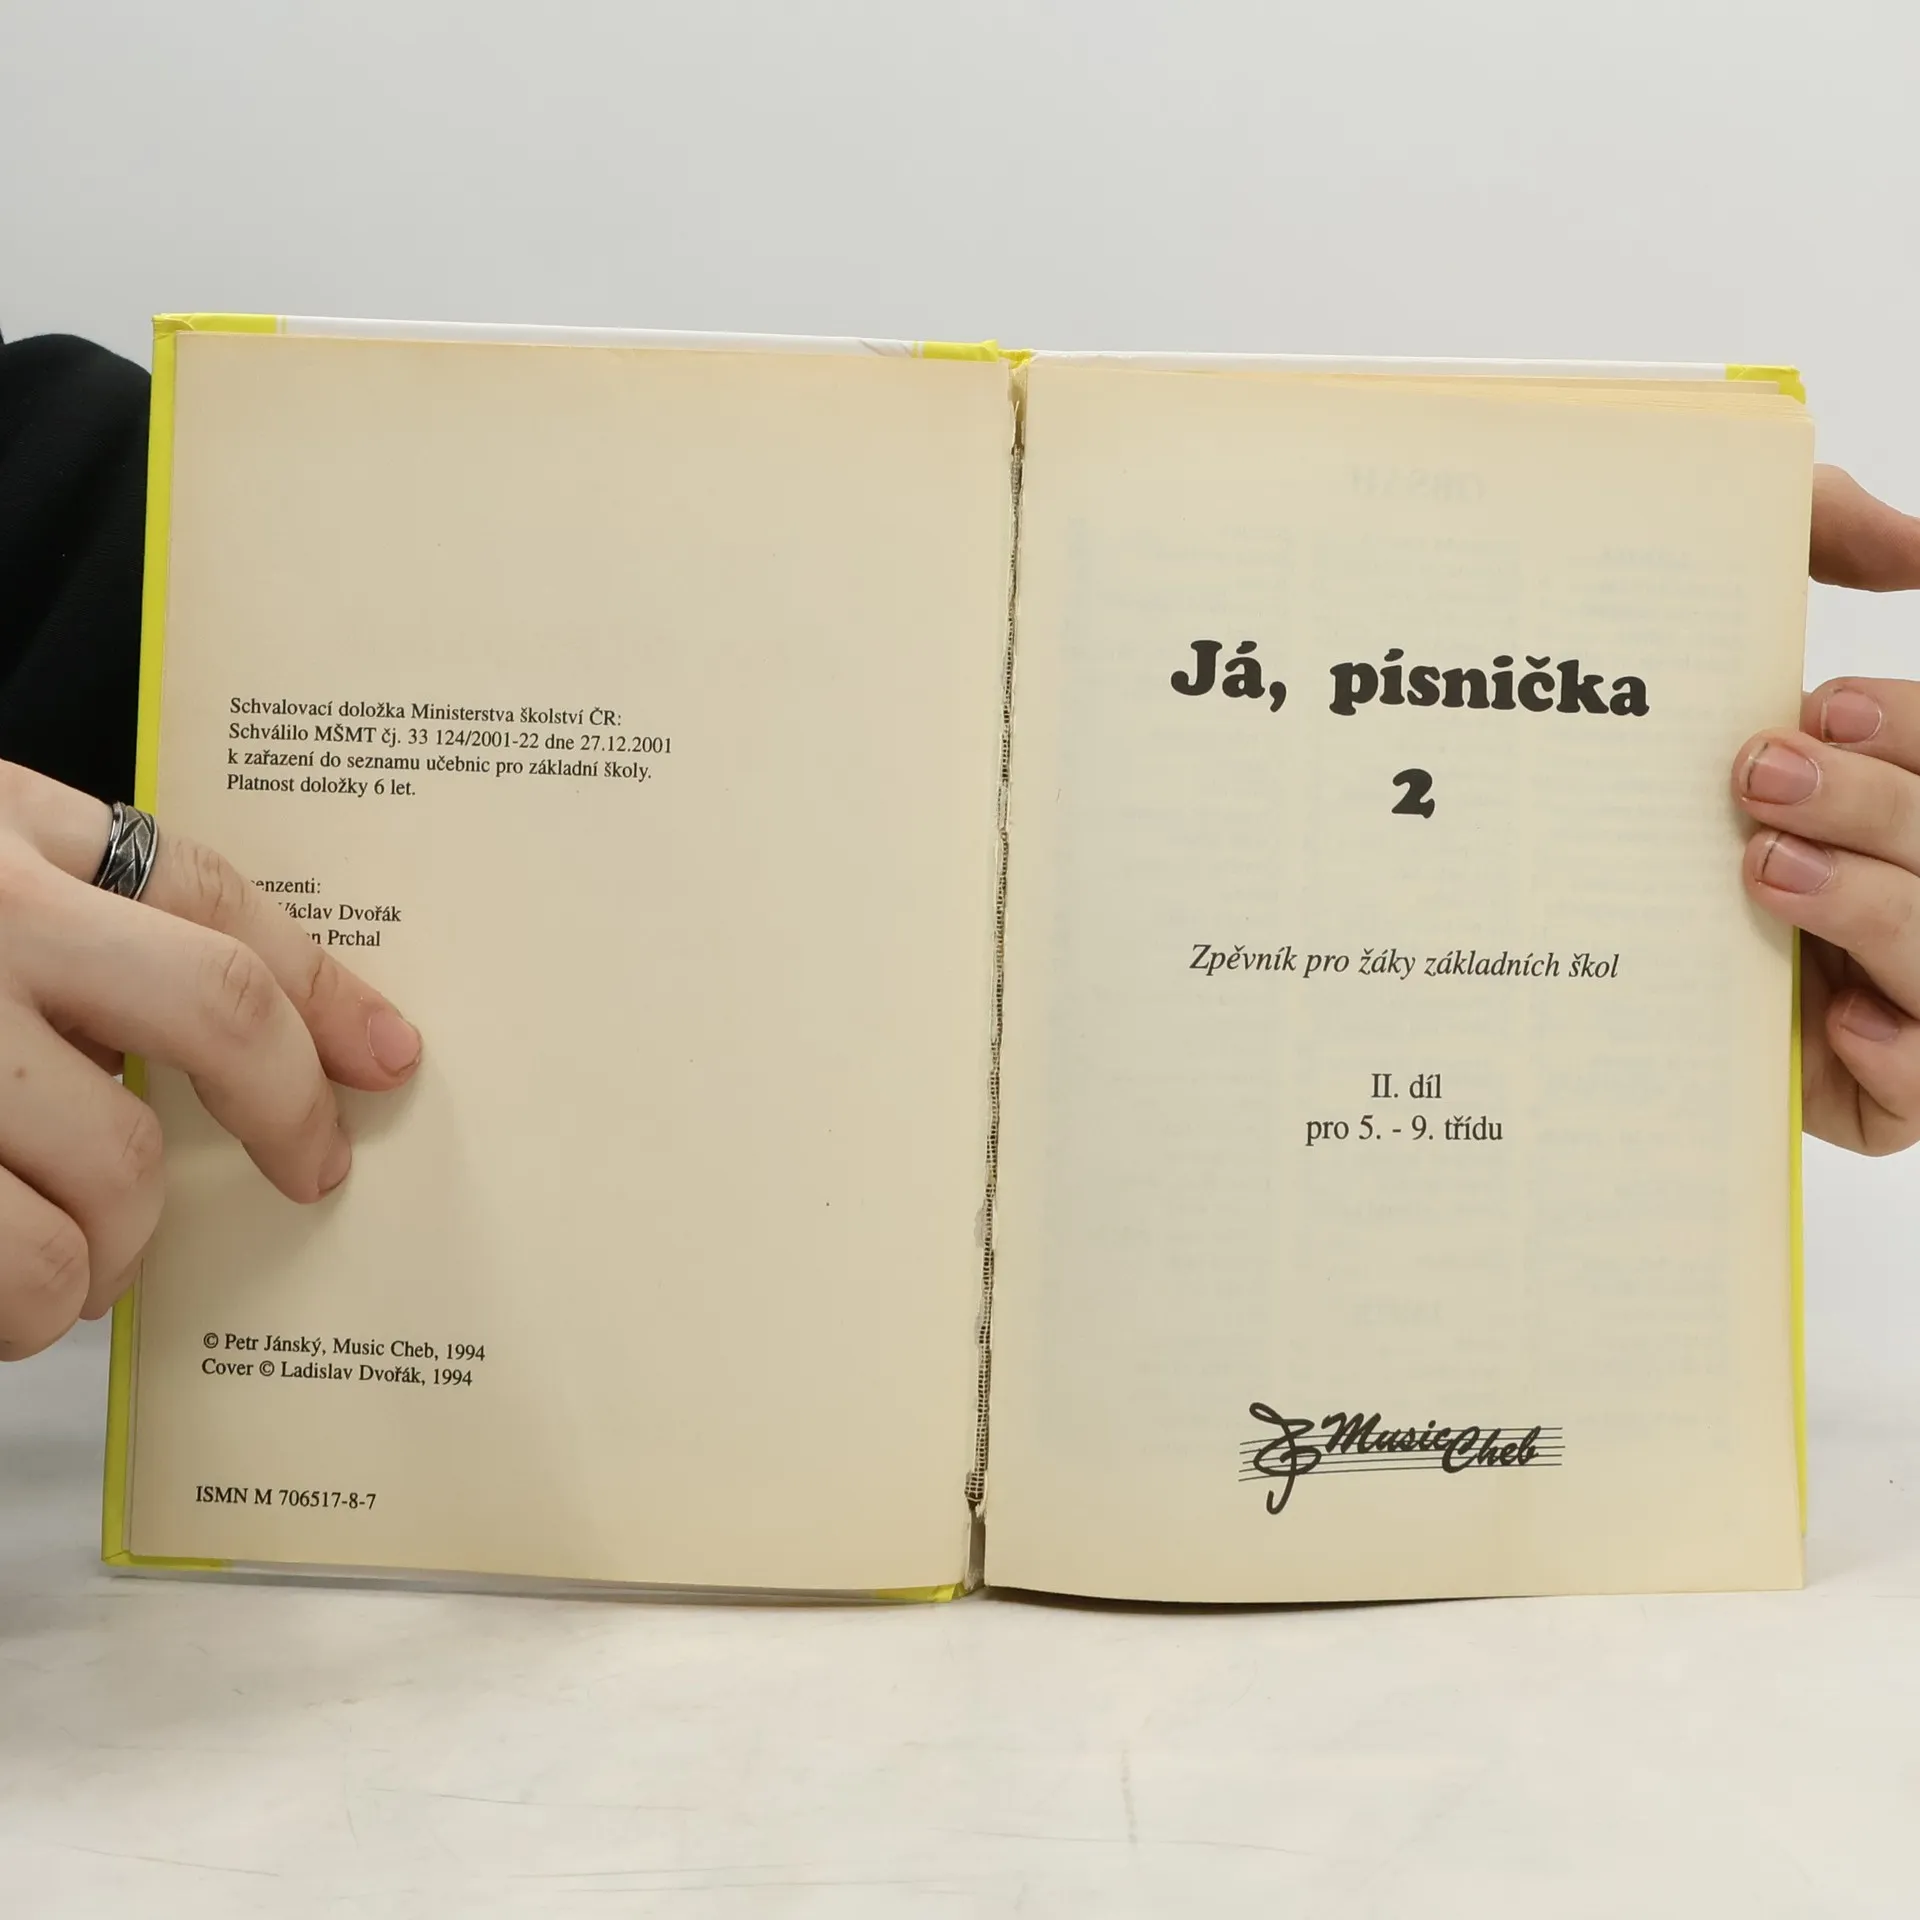 Schvalovací doložka Ministerstva školství ČR:
Schválilo MŠMT čj. 33 124/2001-22 dne 27.12.2001
k zařazení do seznamu učebnic pro základní školy.
Platnost doložky 6 let.
enzenti:
Václav Dvořák
Prchal
© Petr Jánský, Music Cheb, 1994
Cover © Ladislav Dvořák, 1994
ISMN M 706517-8-7
Já, písnička
2
Zpěvník pro žáky základních škol
II. díl
pro 5. - 9. třídu
Music Cheb